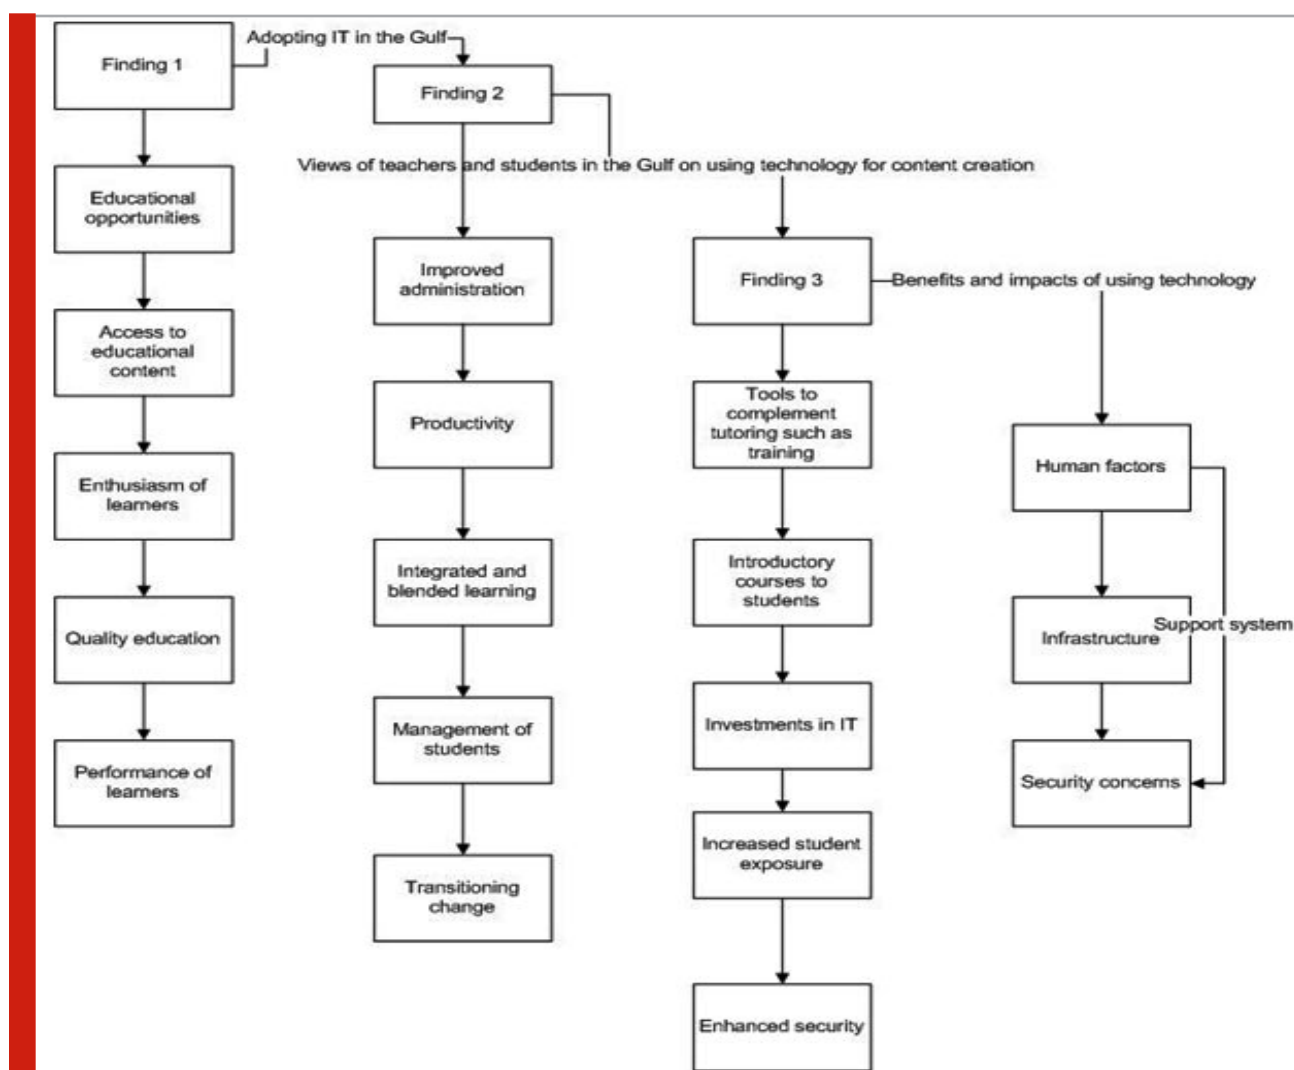 Finding 1
Adopting IT in the Gulf
Finding 2
Views of teachers and students in the Gulf on using technology for content creation
Educational
opportunities
Improved
administration
Finding 3
Benefits and impacts of using technology
Access to
educational
content
Productivity
Tools to
complement
tutoring such as
training
Human factors
Enthusiasm of
learners
Integrated and
blended learning
Introductory
courses to
students
Quality education
Infrastructure
Support system
Management of
students
Investments in IT
Performance of
learners
Security concerns
Transitioning
change
Increased student
exposure
Enhanced security